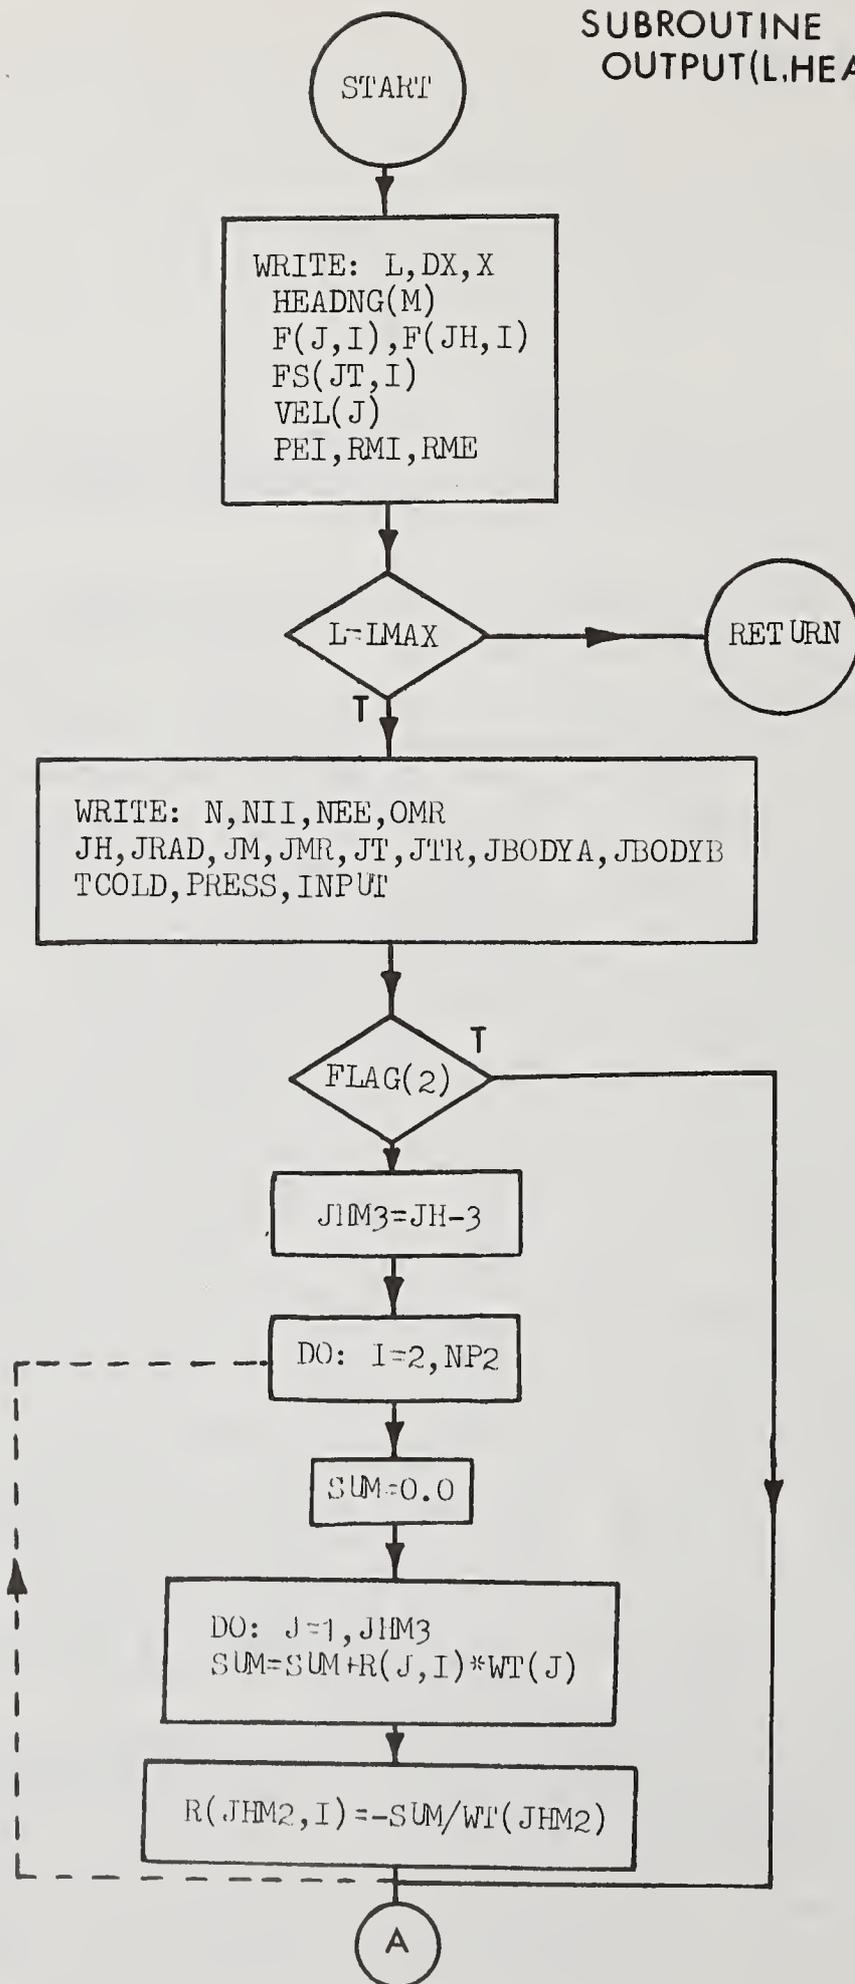 SUBROUTINE
OUTPUT(L,HEA
START
WRITE: L,DX,X
HEADNG(M)
F(J,I),F(JH,I)
FS(JT,I)
VEL(J)
PEI,RMI,RME
L=LMAX
RETURN
T
WRITE: N,NII,NEE,OMR
JH,JRAD,JM,JMR,JT,JTR,JBODYA,JBODYB
TCOLD,PRESS,INPUT
T
FLAG(2)
JHM3=JH-3
DO: I=2,NP2
SUM=0.0
DO: J=1,JHM3
SUM=SUM+R(J,I)*WT(J)
R(JHM2,I)=-SUM/WT(JHM2)
A